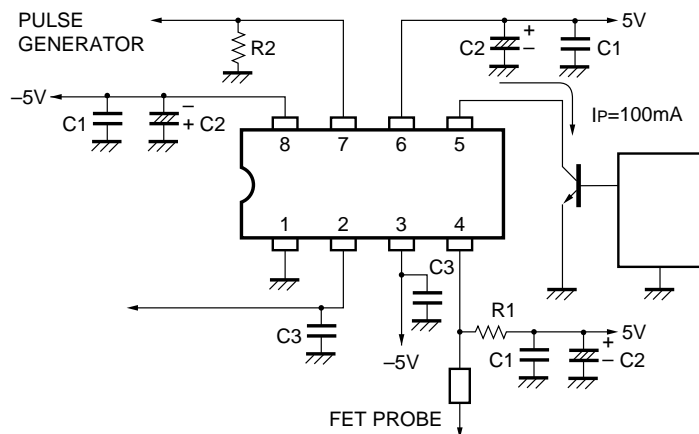 PULSE
GENERATOR
R2
C2
+
–
C1
5V
–5V
C1
–
+ C2
IP=100mA
8
7
6
5
1
2
3
4
C3
C3
–5V
R1
5V
C1
+
– C2
FET PROBE